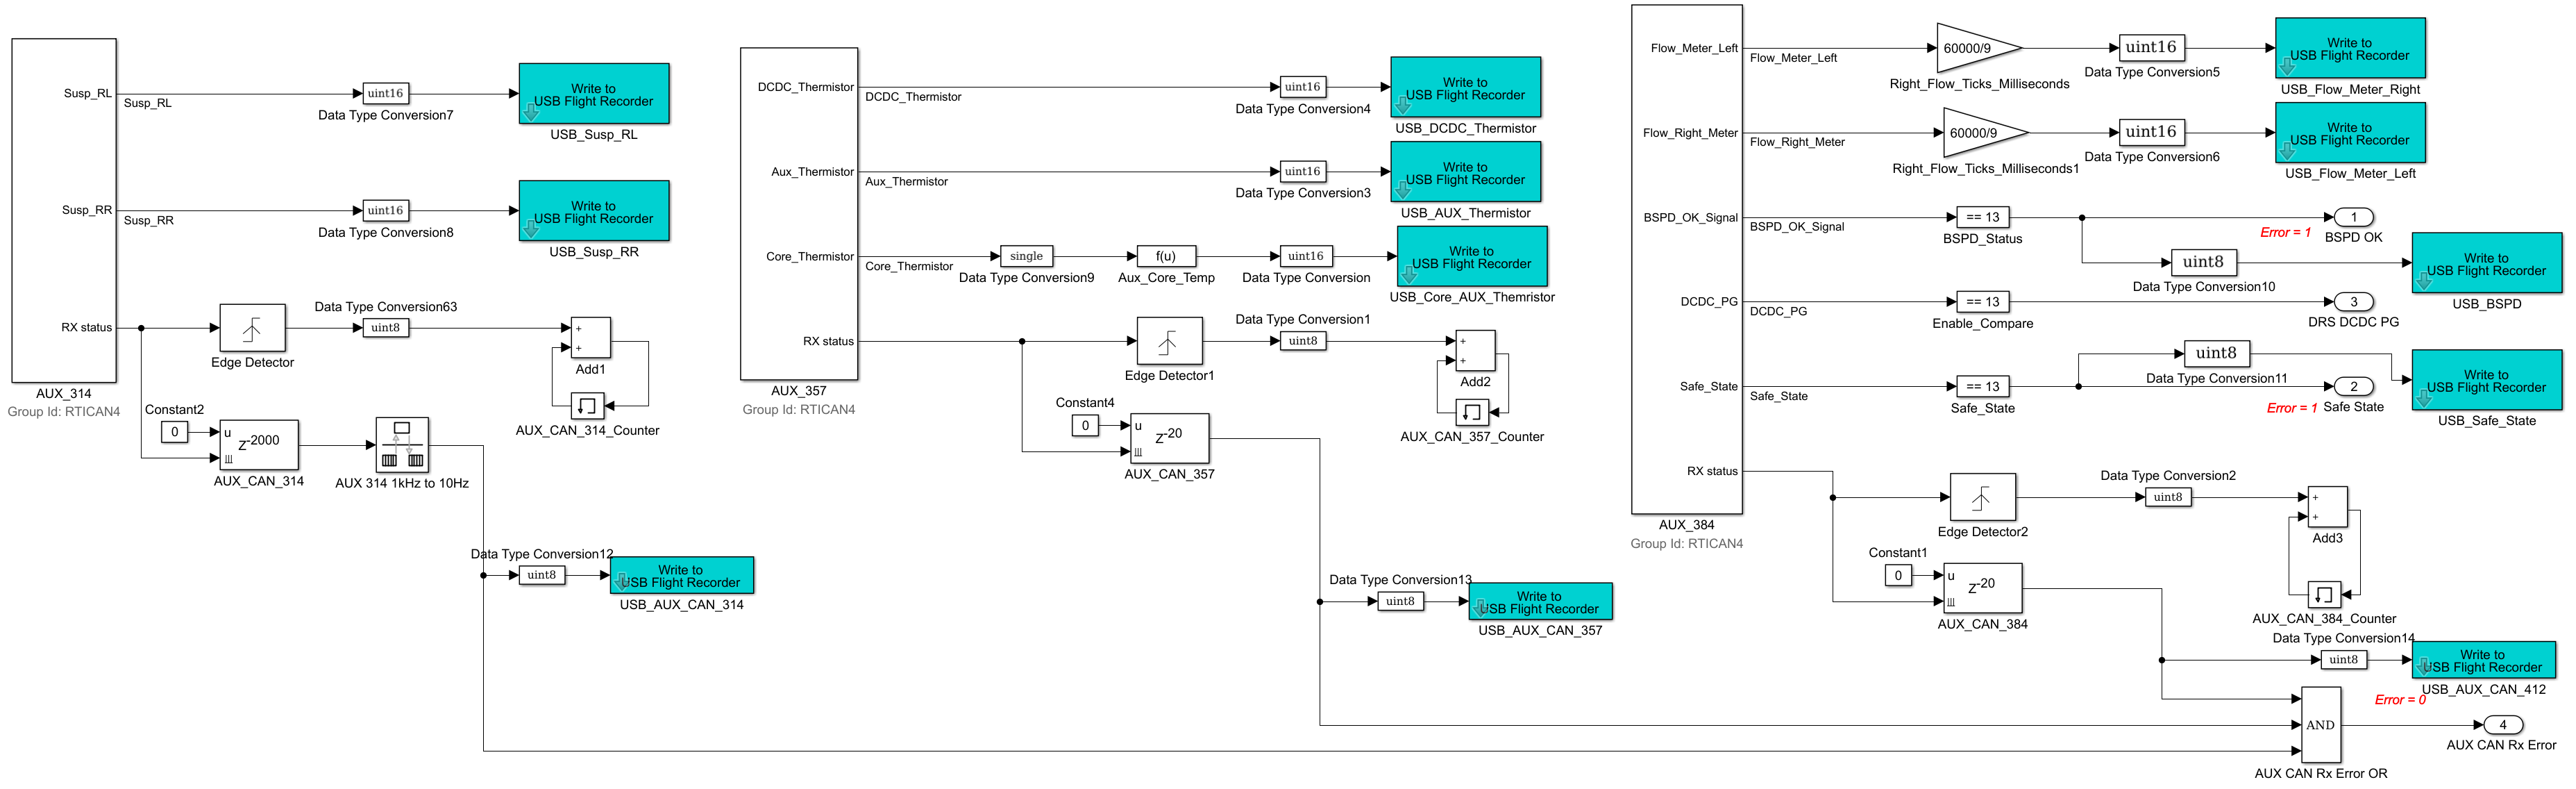 Susp_RL
Susp_RL
uint16
Data Type Conversion7
Write to
USB Flight Recorder
USB_Susp_RL
Susp_RR
Susp_RR
uint16
Data Type Conversion8
Write to
USB Flight Recorder
USB_Susp_RR
RX status
Edge Detector
Data Type Conversion63
uint8
+
+
Add1
AUX_CAN_314_Counter
AUX_314
Group Id: RTICAN4
Constant2
0
u
Z-2000
AUX_CAN_314
AUX 314 1kHz to 10Hz
Data Type Conversion12
uint8
Write to
USB Flight Recorder
USB_AUX_CAN_314
DCDC_Thermistor
DCDC_Thermistor
uint16
Data Type Conversion4
Write to
USB Flight Recorder
USB_DCDC_Thermistor
Aux_Thermistor
Aux_Thermistor
uint16
Data Type Conversion3
Write to
USB Flight Recorder
USB_AUX_Thermistor
Core_Thermistor
Core_Thermistor
single
Data Type Conversion9
f(u)
Aux_Core_Temp
uint16
Data Type Conversion
Write to
USB Flight Recorder
USB_Core_AUX_Themristor
RX status
Edge Detector1
Data Type Conversion1
uint8
+
+
Add2
AUX_CAN_357_Counter
AUX_357
Group Id: RTICAN4
Constant4
0
u
Z-20
AUX_CAN_357
Data Type Conversion13
uint8
Write to
USB Flight Recorder
USB_AUX_CAN_357
Flow_Meter_Left
Flow_Meter_Left
60000/9
Right_Flow_Ticks_Milliseconds
uint16
Data Type Conversion5
Write to
USB Flight Recorder
USB_Flow_Meter_Right
Flow_Right_Meter
Flow_Right_Meter
60000/9
Right_Flow_Ticks_Milliseconds1
uint16
Data Type Conversion6
Write to
USB Flight Recorder
USB_Flow_Meter_Left
BSPD_OK_Signal
BSPD_OK_Signal
== 13
BSPD_Status
Error = 1
1
BSPD OK
uint8
Data Type Conversion10
Write to
USB Flight Recorder
USB_BSPD
DCDC_PG
DCDC_PG
== 13
Enable_Compare
3
DRS DCDC PG
Safe_State
Safe_State
== 13
Safe_State
uint8
Data Type Conversion11
Error = 1
2
Safe State
Write to
USB Flight Recorder
USB_Safe_State
RX status
Edge Detector2
Data Type Conversion2
uint8
+
+
Add3
AUX_CAN_384_Counter
AUX_384
Group Id: RTICAN4
Constant1
0
u
Z-20
AUX_CAN_384
Data Type Conversion14
uint8
Write to
USB Flight Recorder
USB_AUX_CAN_412
Error = 0
AND
AUX CAN Rx Error OR
4
AUX CAN Rx Error